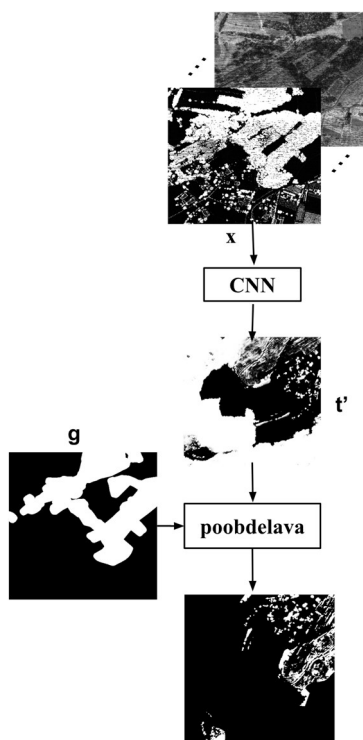 x
CNN
t’
g
poobdelava